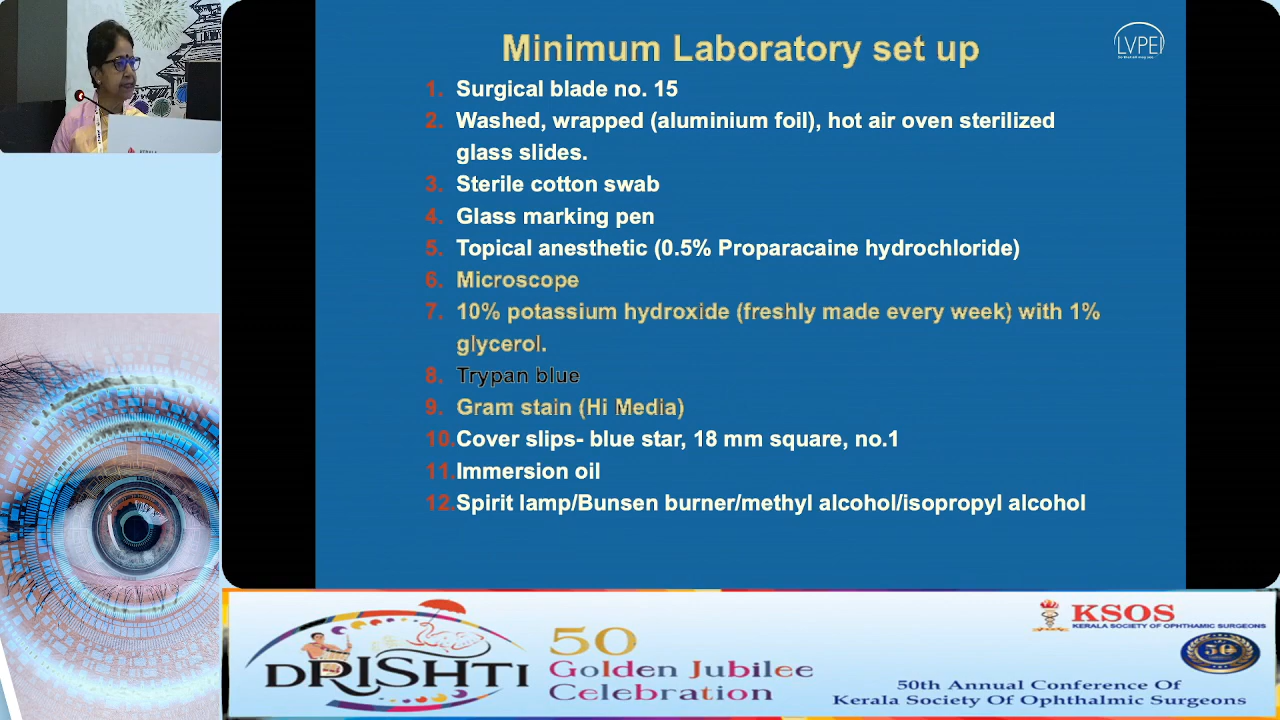 Minimum Laboratory set up
LVPEI
1. Surgical blade no. 15
2. Washed, wrapped (aluminium foil), hot air oven sterilized
glass slides.
3. Sterile cotton swab
4. Glass marking pen
5. Topical anesthetic (0.5% Proparacaine hydrochloride)
6. Microscope
7. 10% potassium hydroxide (freshly made every week) with 1%
glycerol.
8. Trypan blue
9. Gram stain (Hi Media)
10. Cover slips- blue star, 18 mm square, no.1
11. Immersion oil
12. Spirit lamp/Bunsen burner/methyl alcohol/isopropyl alcohol
DRISHTI
50
Golden Jubilee
Celebration
KSOS
KERALA SOCIETY OF OPHTHAMIC SURGEONS
50
50th Annual Conference Of
Kerala Society Of Ophthalmic Surgeons